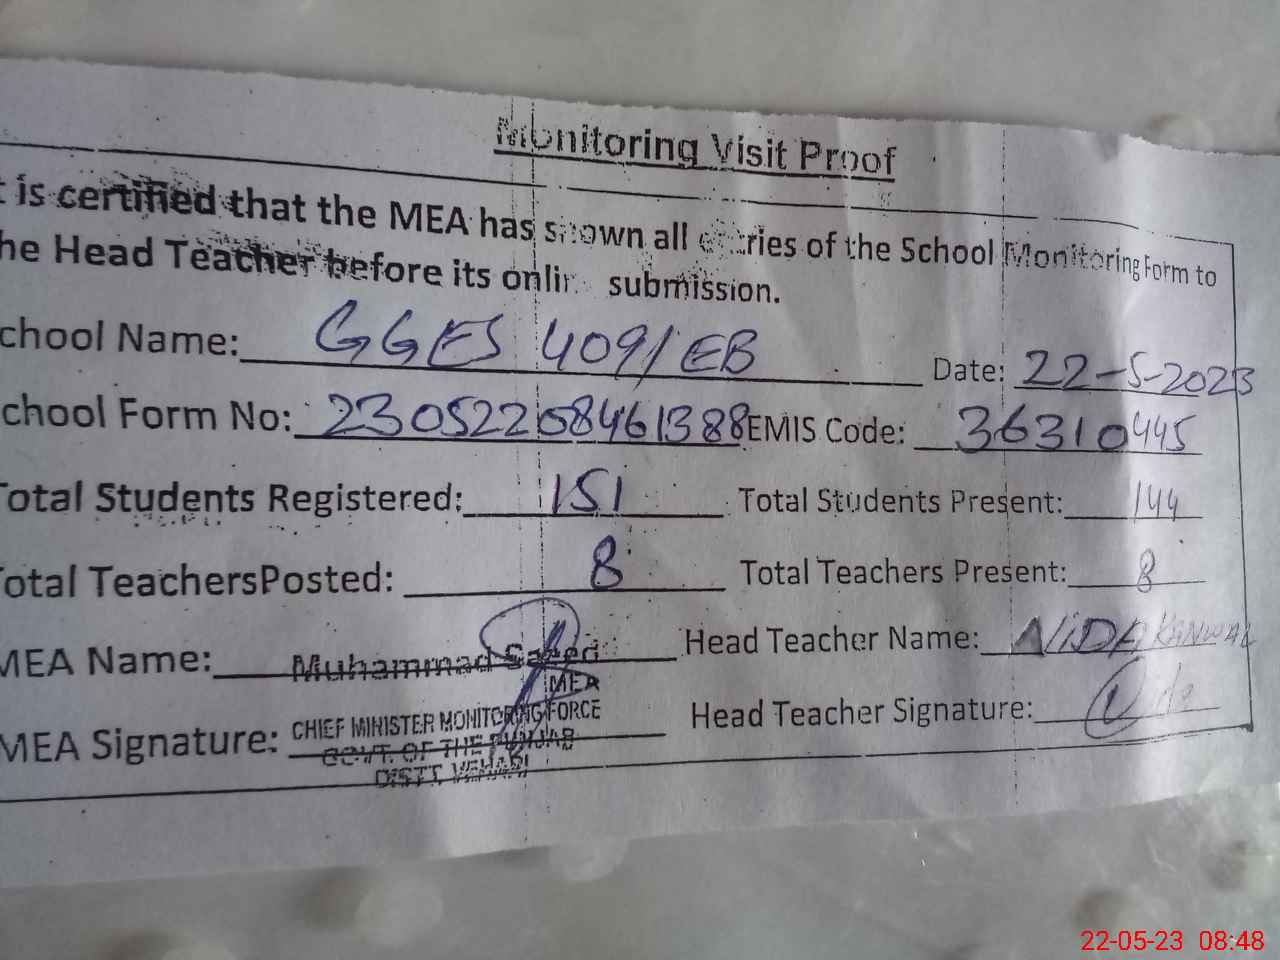 Monitoring Visit Proof
t is certified that the MEA has shown all entries of the School Monitoring Form to
he Head Teacher before its online submission.
chool Name: GGES 409/EB Date: 22-5-2023
chool Form No: 23052208461388 EMIS Code: 36310445
Total Students Registered: 151 Total Students Present: 144
Total TeachersPosted: 8 Total Teachers Present: 8
MEA Name: Muhammad Saeed Head Teacher Name: NIDA KANWAL
MEA
MEA Signature: CHIEF MINISTER MONITORING FORCE Head Teacher Signature:
GOVT. OF THE PUNJAB
DISTT. VEHARI
22-05-23 08:48